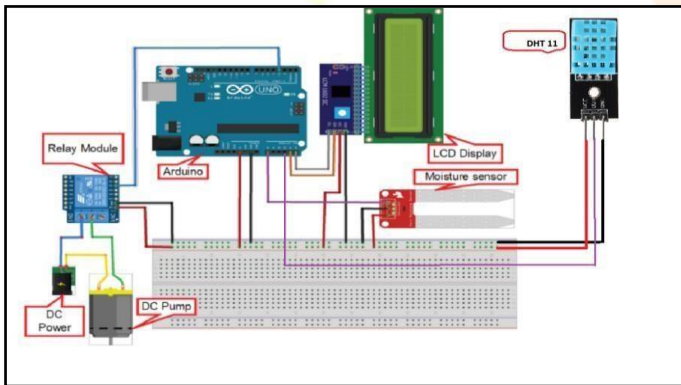 DHT 11
UNO
Relay Module
Arduino
LCD Display
Moisture sensor
DC
Power
DC Pump